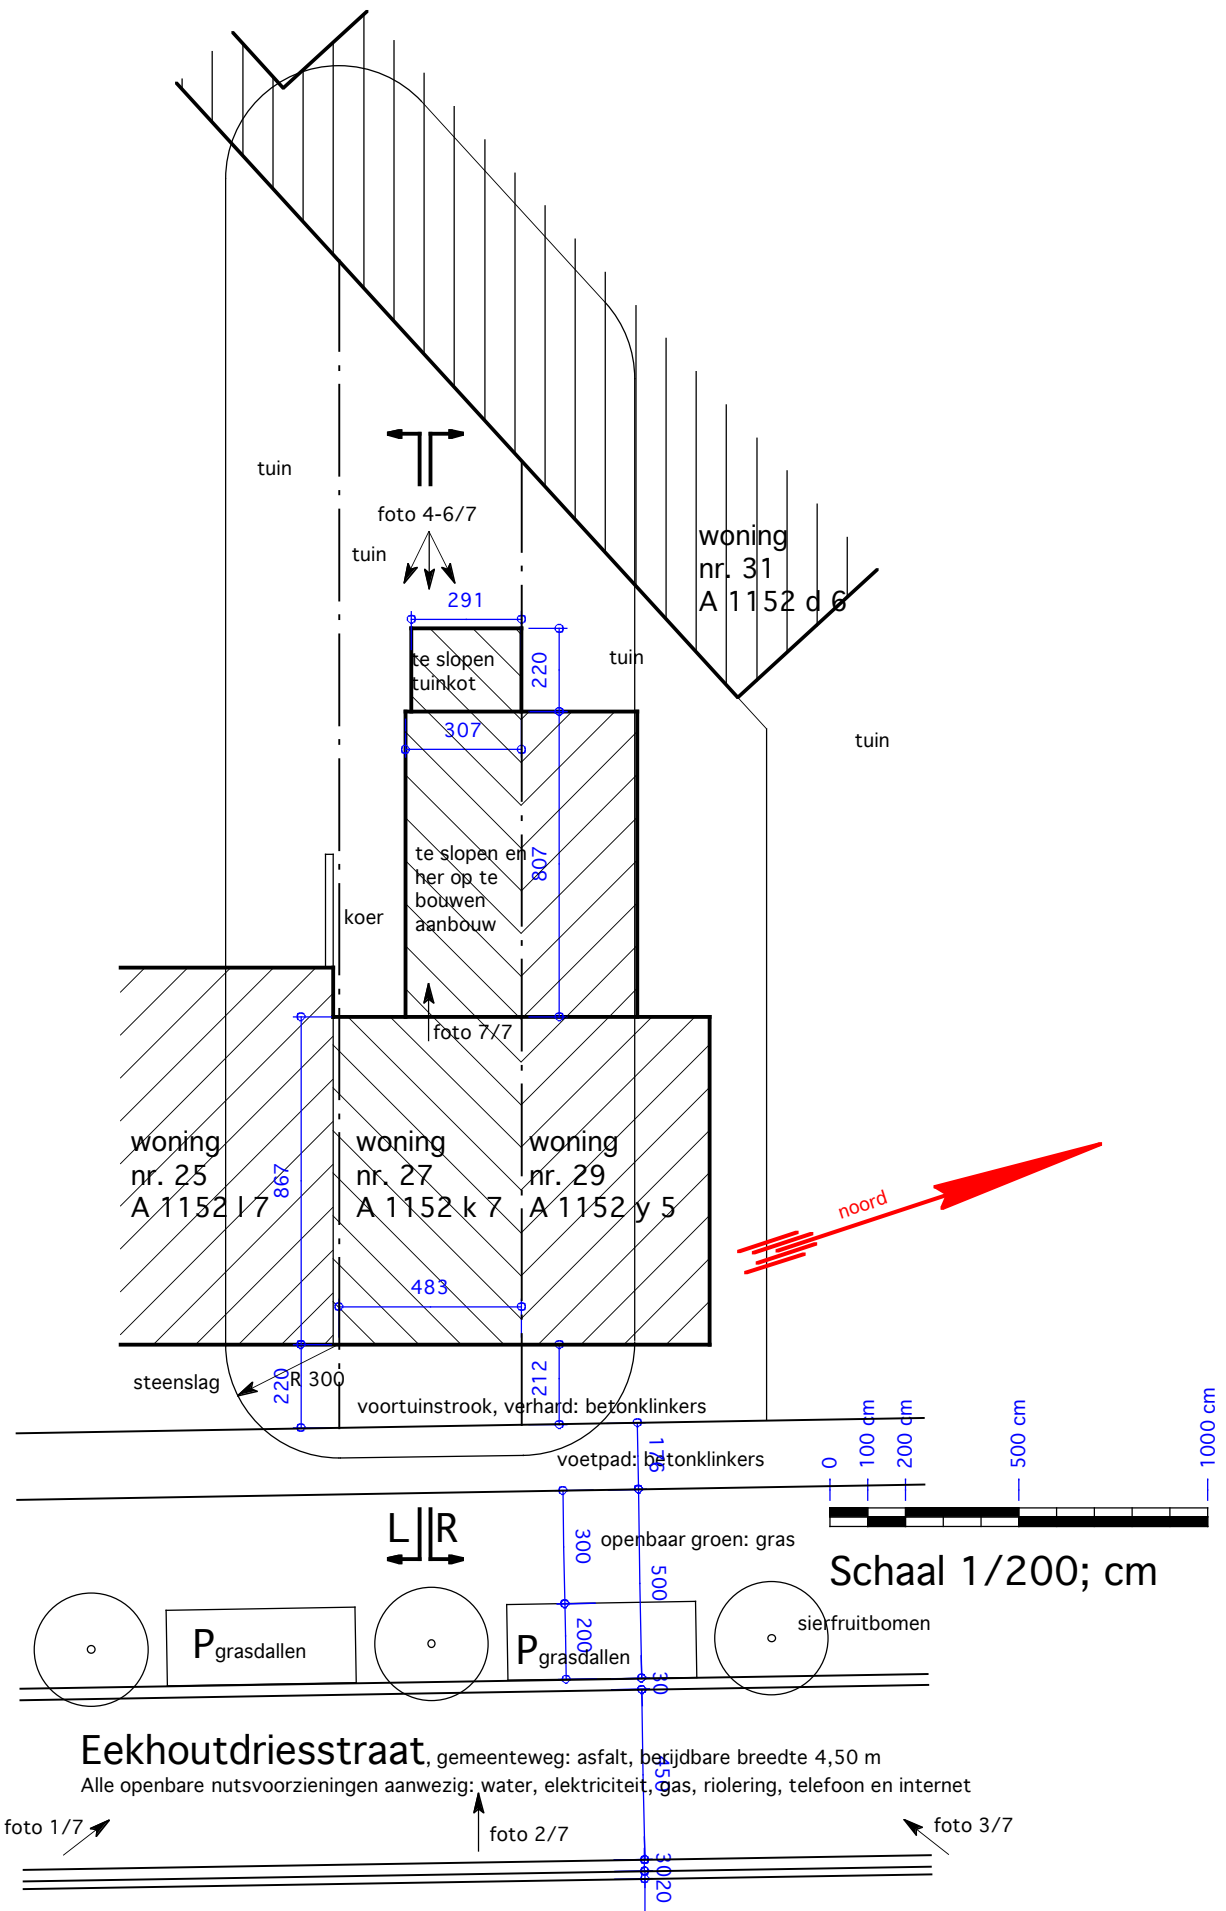 tuin
foto 4-6/7
tuin
woning
nr. 31
A 1152 d 6
291
te slopen
tuinkot
220
tuin
307
tuin
te slopen en
her op te
bouwen
aanbouw
807
koer
foto 7/7
woning
nr. 25
A 1152 l 7
867
woning
nr. 27
A 1152 k 7
woning
nr. 29
A 1152 y 5
noord
483
steenslag
220
R 300
212
voortuinstrook, verhard: betonklinkers
176
voetpad: betonklinkers
0
100 cm
200 cm
500 cm
1000 cm
L R
300
openbaar groen: gras
500
Schaal 1/200; cm
200
sierfruitbomen
P grasdallen
P grasdallen
30
Eekhoutdriesstraat, gemeenteweg: asfalt, berijdbare breedte 4,50 m
450
Alle openbare nutsvoorzieningen aanwezig: water, elektriciteit, gas, riolering, telefoon en internet
foto 1/7
foto 2/7
foto 3/7
30
20